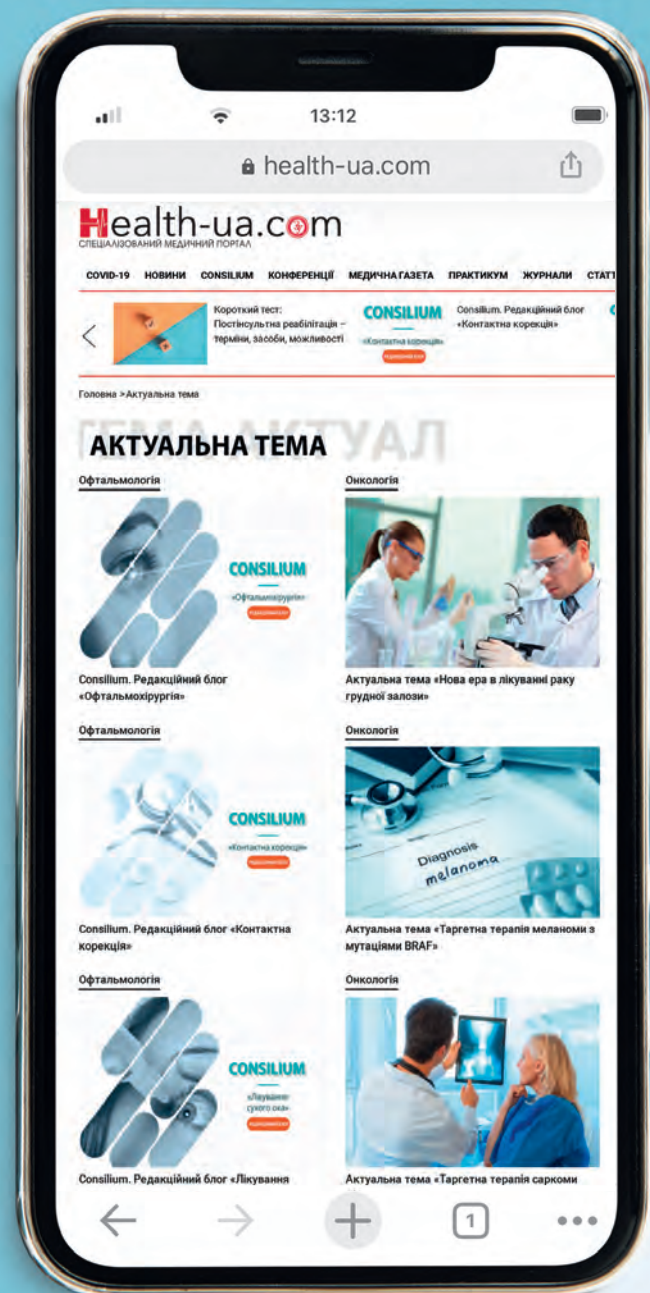 13:12
health-ua.com
Health-ua.com
СПЕЦІАЛІЗОВАНИЙ МЕДИЧНИЙ ПОРТАЛ
COVID-19 НОВИНИ CONSILIUM КОНФЕРЕНЦІЇ МЕДИЧНА ГАЗЕТА ПРАКТИКУМ ЖУРНАЛИ СТАТТ
Короткий тест:
Постінсультна реабілітація –
терміни, засоби, можливості
CONSILIUM
«Контактна корекція»
Consilium. Редакційний блог
«Контактна корекція»
Головна >Актуальна тема
ТЕМА АКТУАЛ
АКТУАЛЬНА ТЕМА
Офтальмологія
Онкологія
CONSILIUM
«Офтальмохірургія»
Consilium. Редакційний блог
«Офтальмохірургія»
Актуальна тема «Нова ера в лікуванні раку
грудної залози»
Офтальмологія
Онкологія
CONSILIUM
«Контактна корекція»
Diagnosis
melanoma
Consilium. Редакційний блог «Контактна
корекція»
Актуальна тема «Таргетна терапія меланоми з
мутаціями BRAF»
Офтальмологія
Онкологія
CONSILIUM
«Лікування
сухого ока»
Consilium. Редакційний блог «Лікування
Актуальна тема «Таргетна терапія саркоми
1